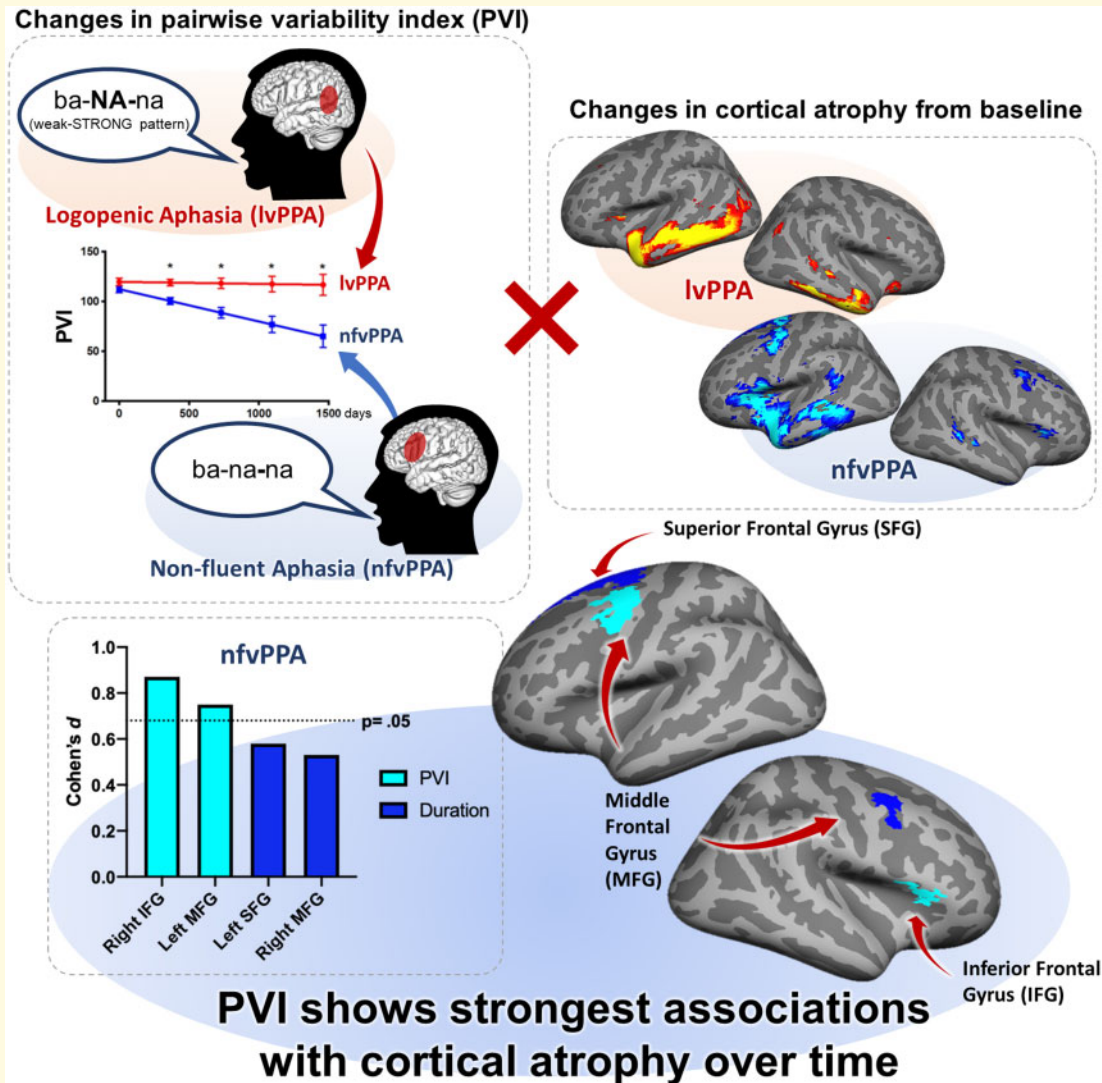 Changes in pairwise variability index (PVI)
ba-NA-na
(weak-STRONG pattern)
Logopenic Aphasia (lvPPA)
150
100
50
0
PVI
* * * *
lvPPA
nfvPPA
0 500 1000 1500 days
ba-na-na
Non-fluent Aphasia (nfvPPA)
Changes in cortical atrophy from baseline
lvPPA
nfvPPA
Superior Frontal Gyrus (SFG)
Middle
Frontal
Gyrus
(MFG)
Inferior Frontal
Gyrus (IFG)
nfvPPA
1.0
0.8
0.6
0.4
0.2
0.0
Cohen's d
p= .05
PVI
Duration
Right IFG
Left MFG
Left SFG
Right MFG
PVI shows strongest associations
with cortical atrophy over time